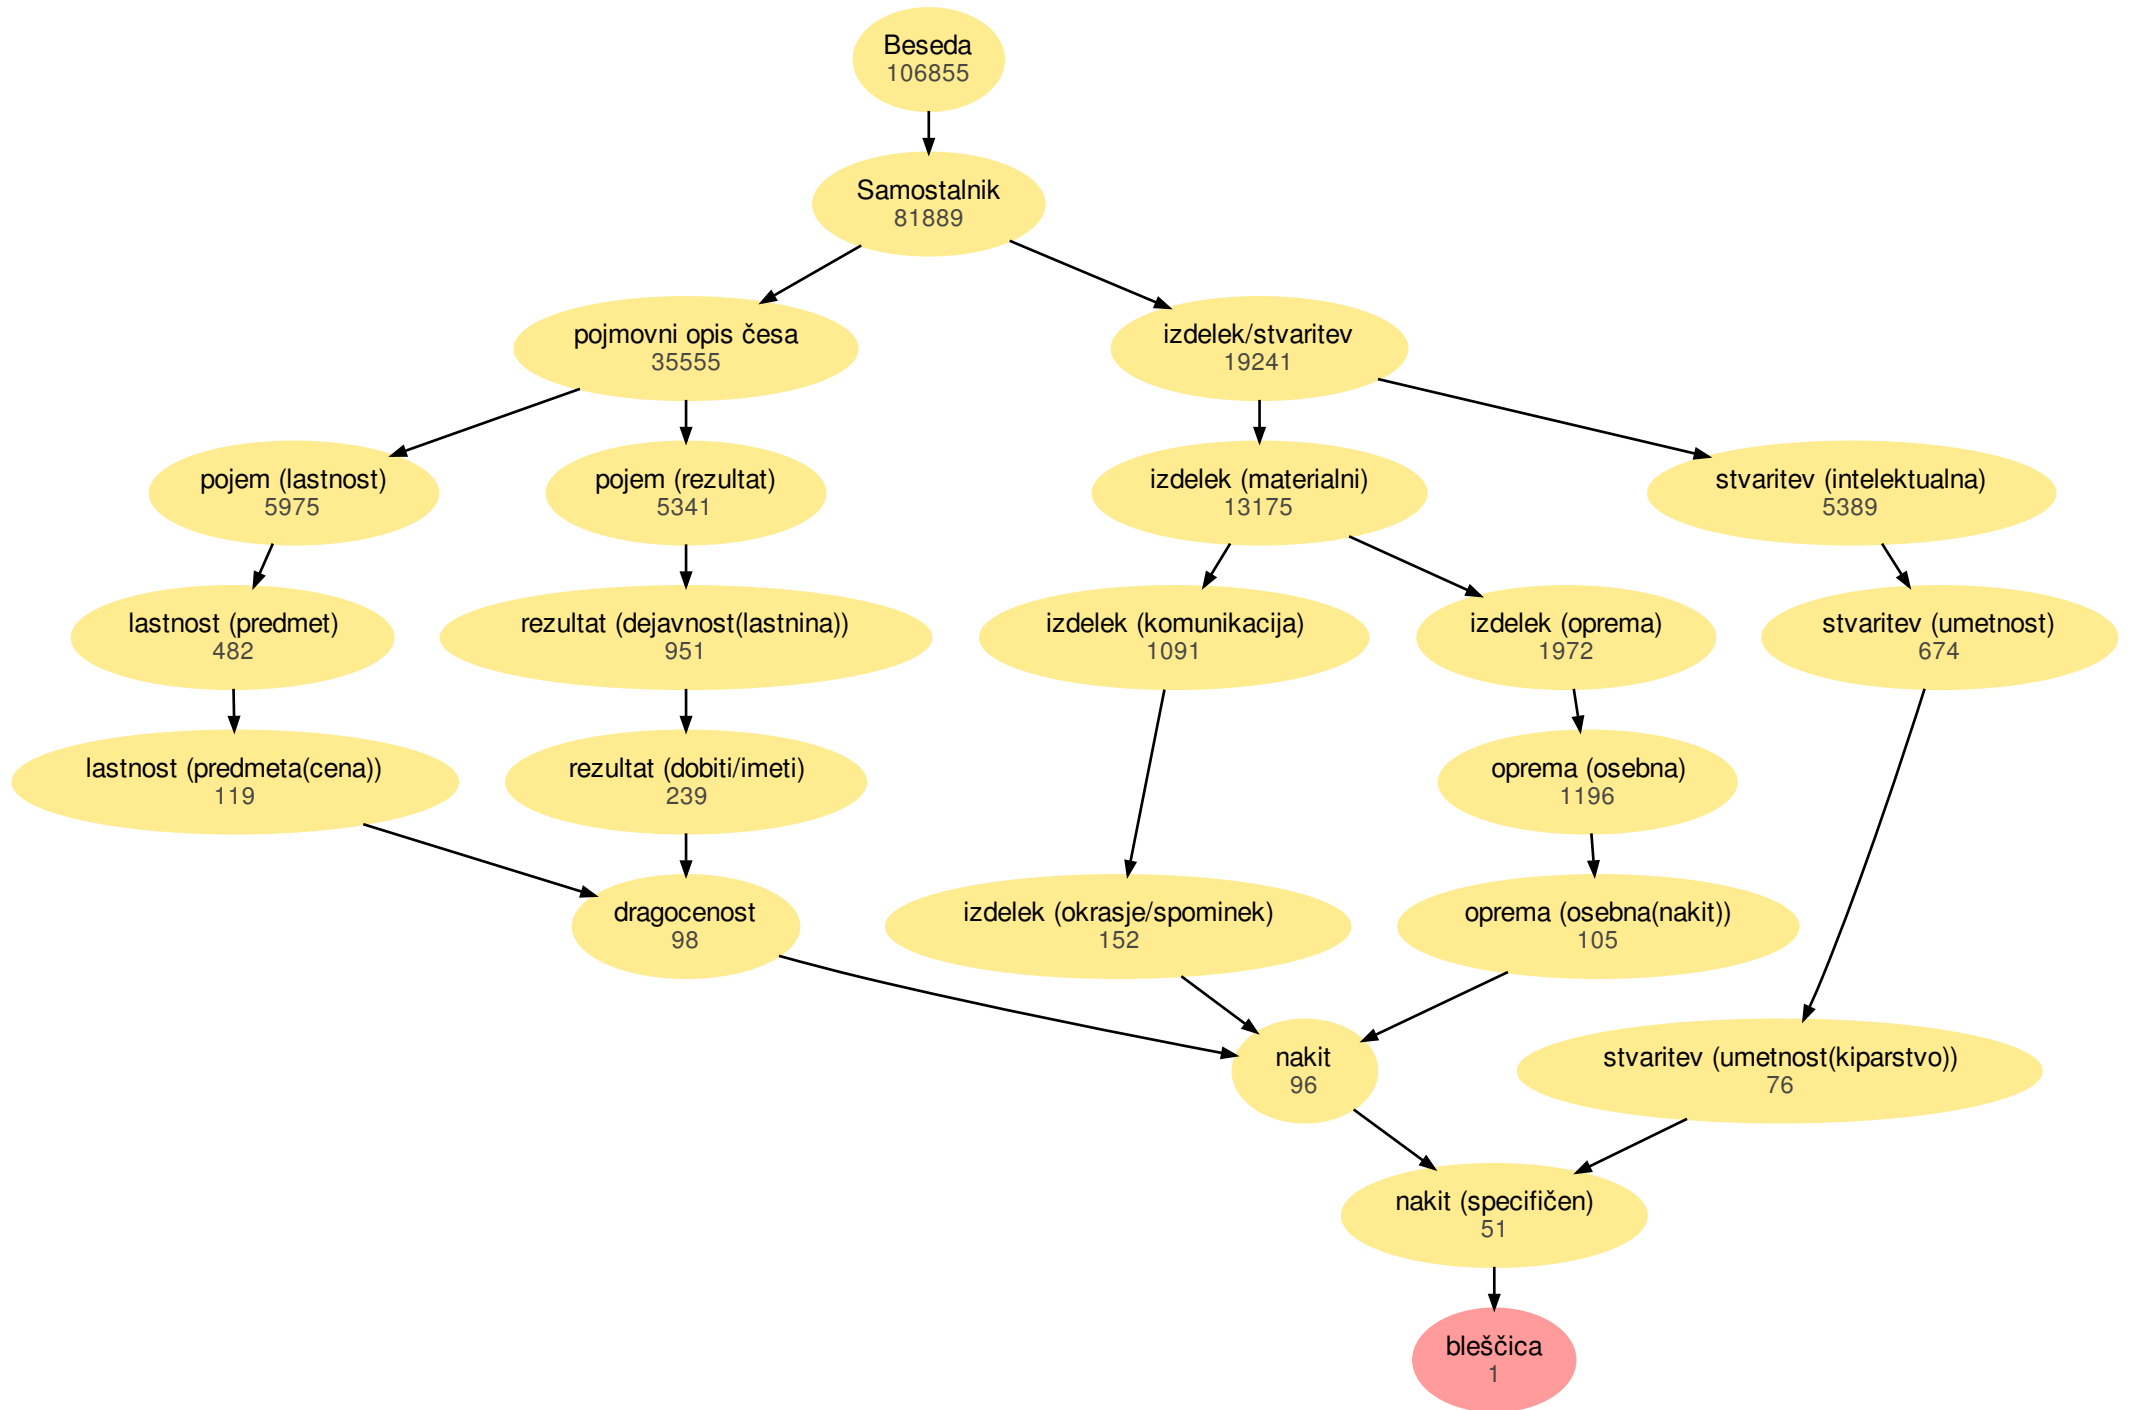 Beseda
106855
Samostalnik
81889
pojmovni opis česa
35555
izdelek/stvaritev
19241
pojem (lastnost)
5975
pojem (rezultat)
5341
izdelek (materialni)
13175
stvaritev (intelektualna)
5389
lastnost (predmet)
482
rezultat (dejavnost(lastnina))
951
izdelek (komunikacija)
1091
izdelek (oprema)
1972
stvaritev (umetnost)
674
lastnost (predmeta(cena))
119
rezultat (dobiti/imeti)
239
oprema (osebna)
1196
dragocenost
98
izdelek (okrasje/spominek)
152
oprema (osebna(nakit))
105
nakit
96
stvaritev (umetnost(kiparstvo))
76
nakit (specifičen)
51
bleščica
1